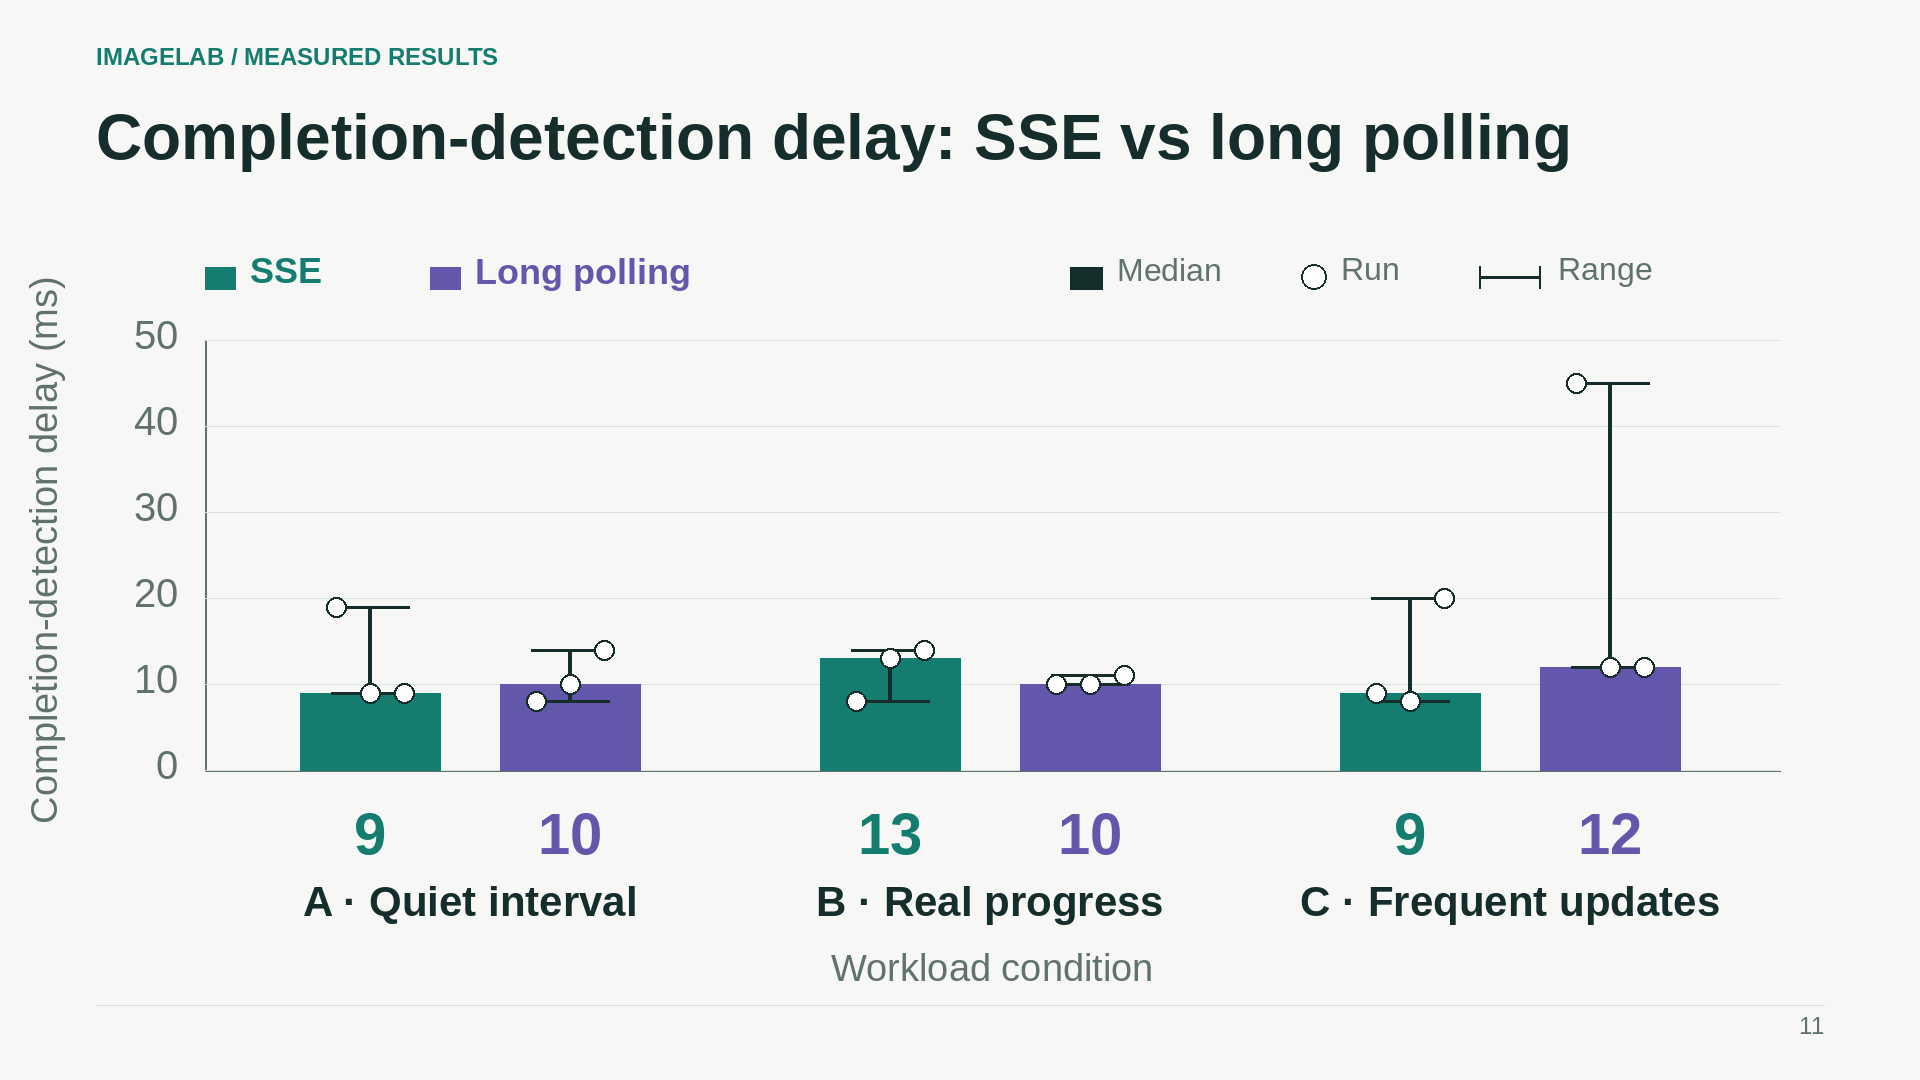 IMAGELAB / MEASURED RESULTS
Completion-detection delay: SSE vs long polling
SSE
Long polling
Median
Run
Range
Completion-detection delay (ms)
50
40
30
20
10
0
9
10
13
10
9
12
A · Quiet interval
B · Real progress
C · Frequent updates
Workload condition
11